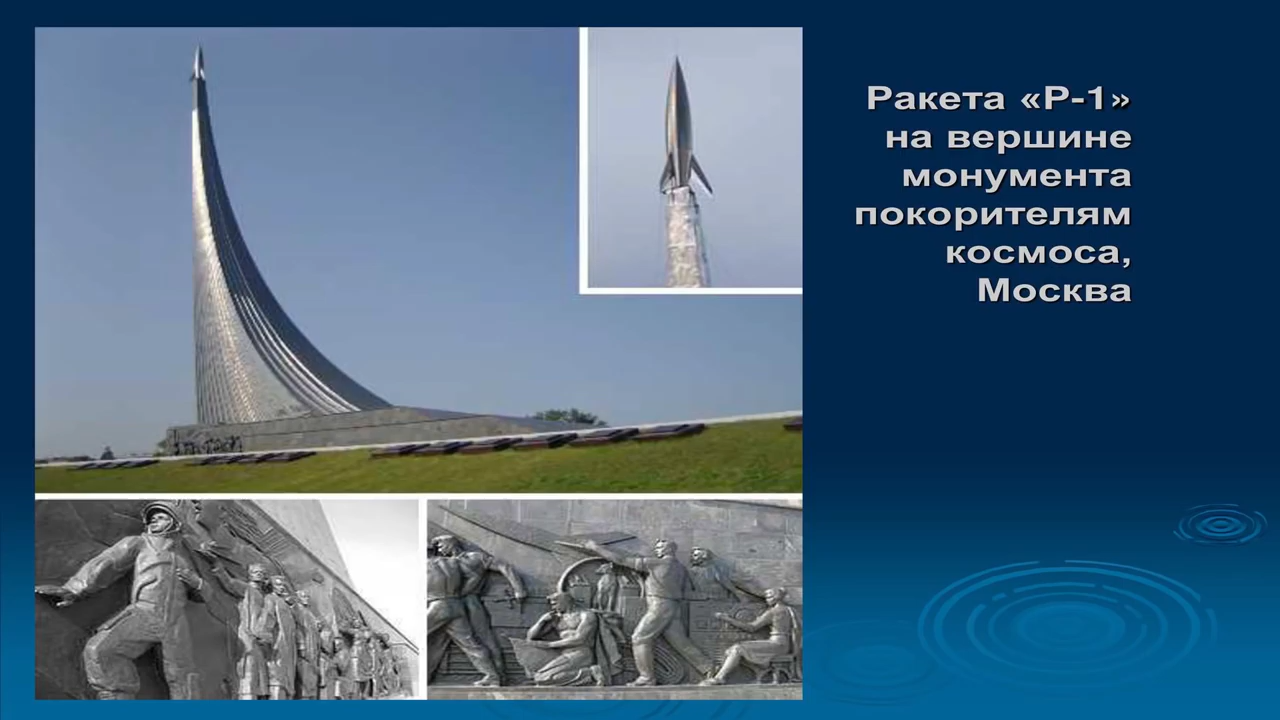 Ракета «Р-1»
на вершине
монумента
покорителям
космоса,
Москва